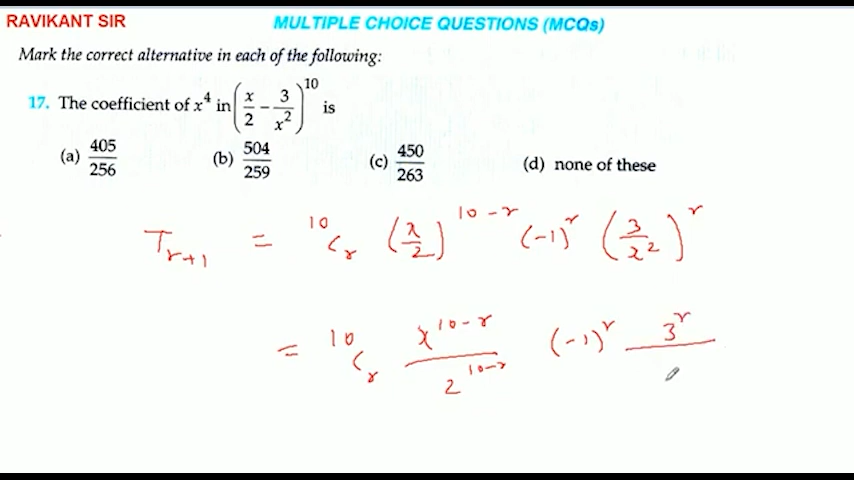 RAVIKANT SIR
MULTIPLE CHOICE QUESTIONS (MCQs)
Mark the correct alternative in each of the following:
17. The coefficient of x^4 in (x/2 − 3/x^2)^10 is
(a) 405/256 (b) 504/259 (c) 450/263 (d) none of these
T_{r+1} = ^{10}C_r (x/2)^{10-r} (-1)^r (3/x^2)^r
= ^{10}C_r x^{10-r}/2^{10-r} (-1)^r 3^r/